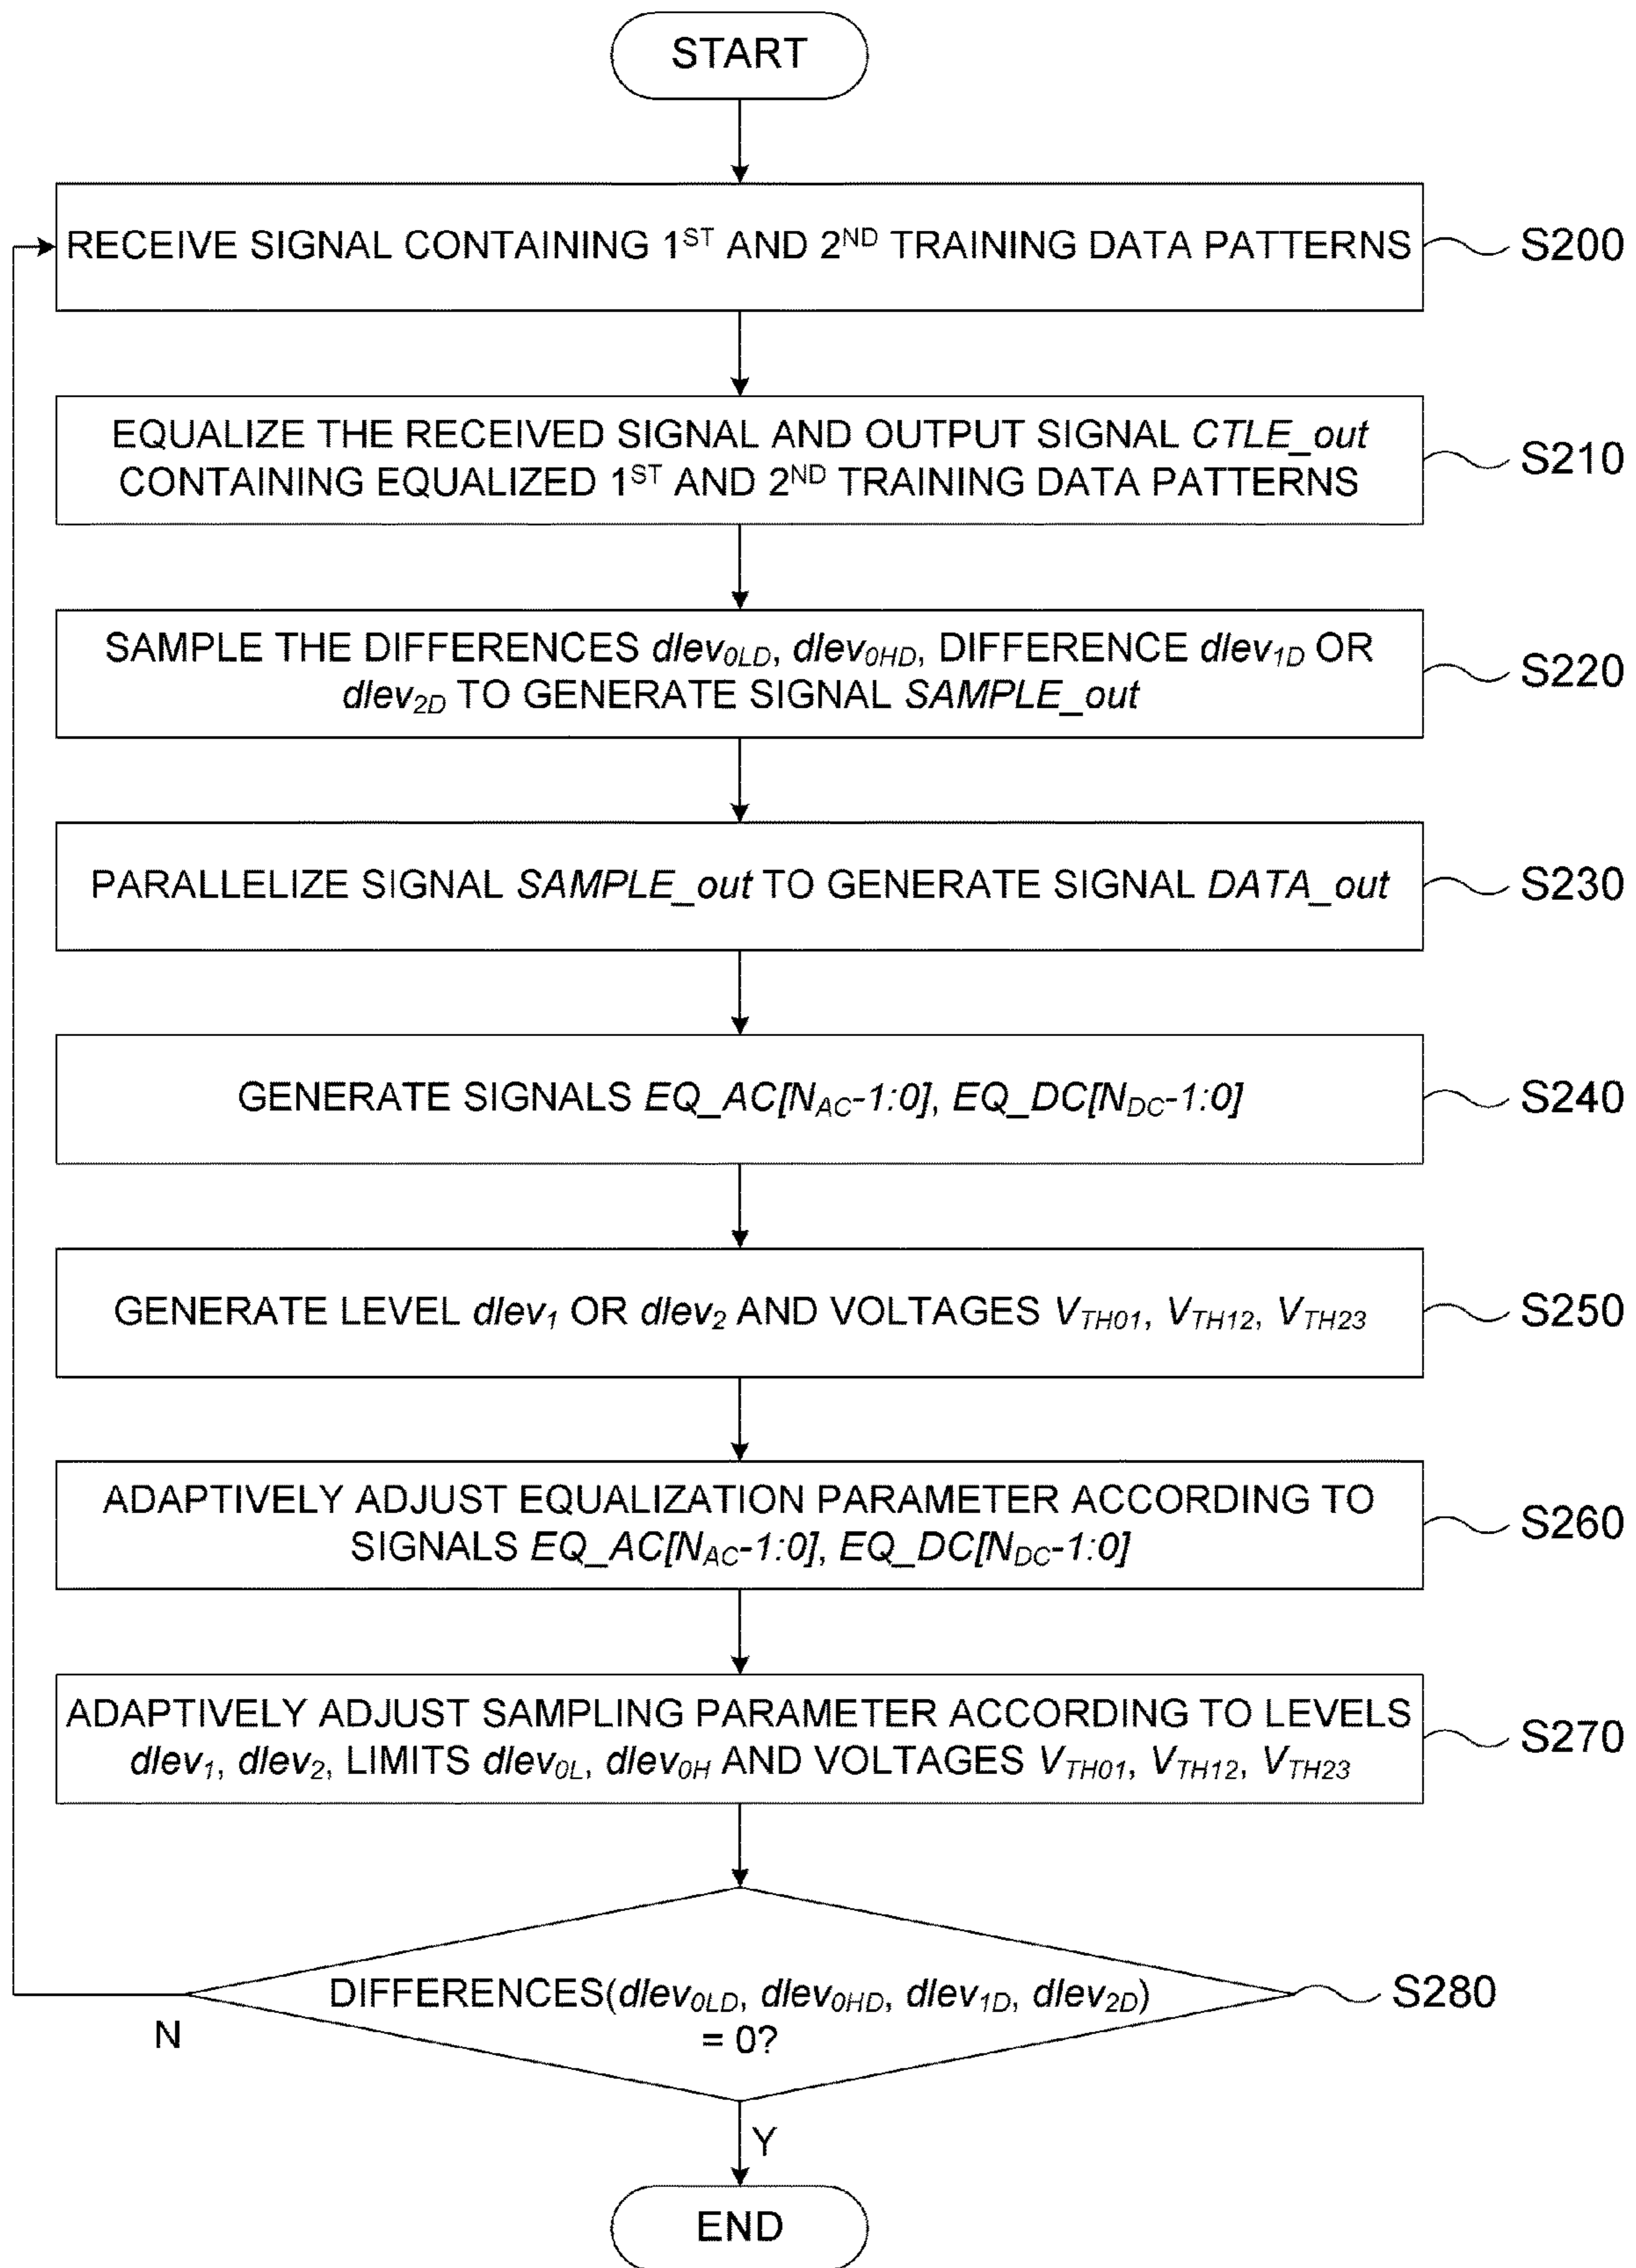 START
RECEIVE SIGNAL CONTAINING 1ST AND 2ND TRAINING DATA PATTERNS
S200
EQUALIZE THE RECEIVED SIGNAL AND OUTPUT SIGNAL CTLE_out
CONTAINING EQUALIZED 1ST AND 2ND TRAINING DATA PATTERNS
S210
SAMPLE THE DIFFERENCES dlev0LD, dlev0HD, DIFFERENCE dlev1D OR
dlev2D TO GENERATE SIGNAL SAMPLE_out
S220
PARALLELIZE SIGNAL SAMPLE_out TO GENERATE SIGNAL DATA_out
S230
GENERATE SIGNALS EQ_AC[NAC-1:0], EQ_DC[NDC-1:0]
S240
GENERATE LEVEL dlev1 OR dlev2 AND VOLTAGES VTH01, VTH12, VTH23
S250
ADAPTIVELY ADJUST EQUALIZATION PARAMETER ACCORDING TO
SIGNALS EQ_AC[NAC-1:0], EQ_DC[NDC-1:0]
S260
ADAPTIVELY ADJUST SAMPLING PARAMETER ACCORDING TO LEVELS
dlev1, dlev2, LIMITS dlev0L, dlev0H AND VOLTAGES VTH01, VTH12, VTH23
S270
DIFFERENCES(dlev0LD, dlev0HD, dlev1D, dlev2D)
= 0?
S280
N
Y
END